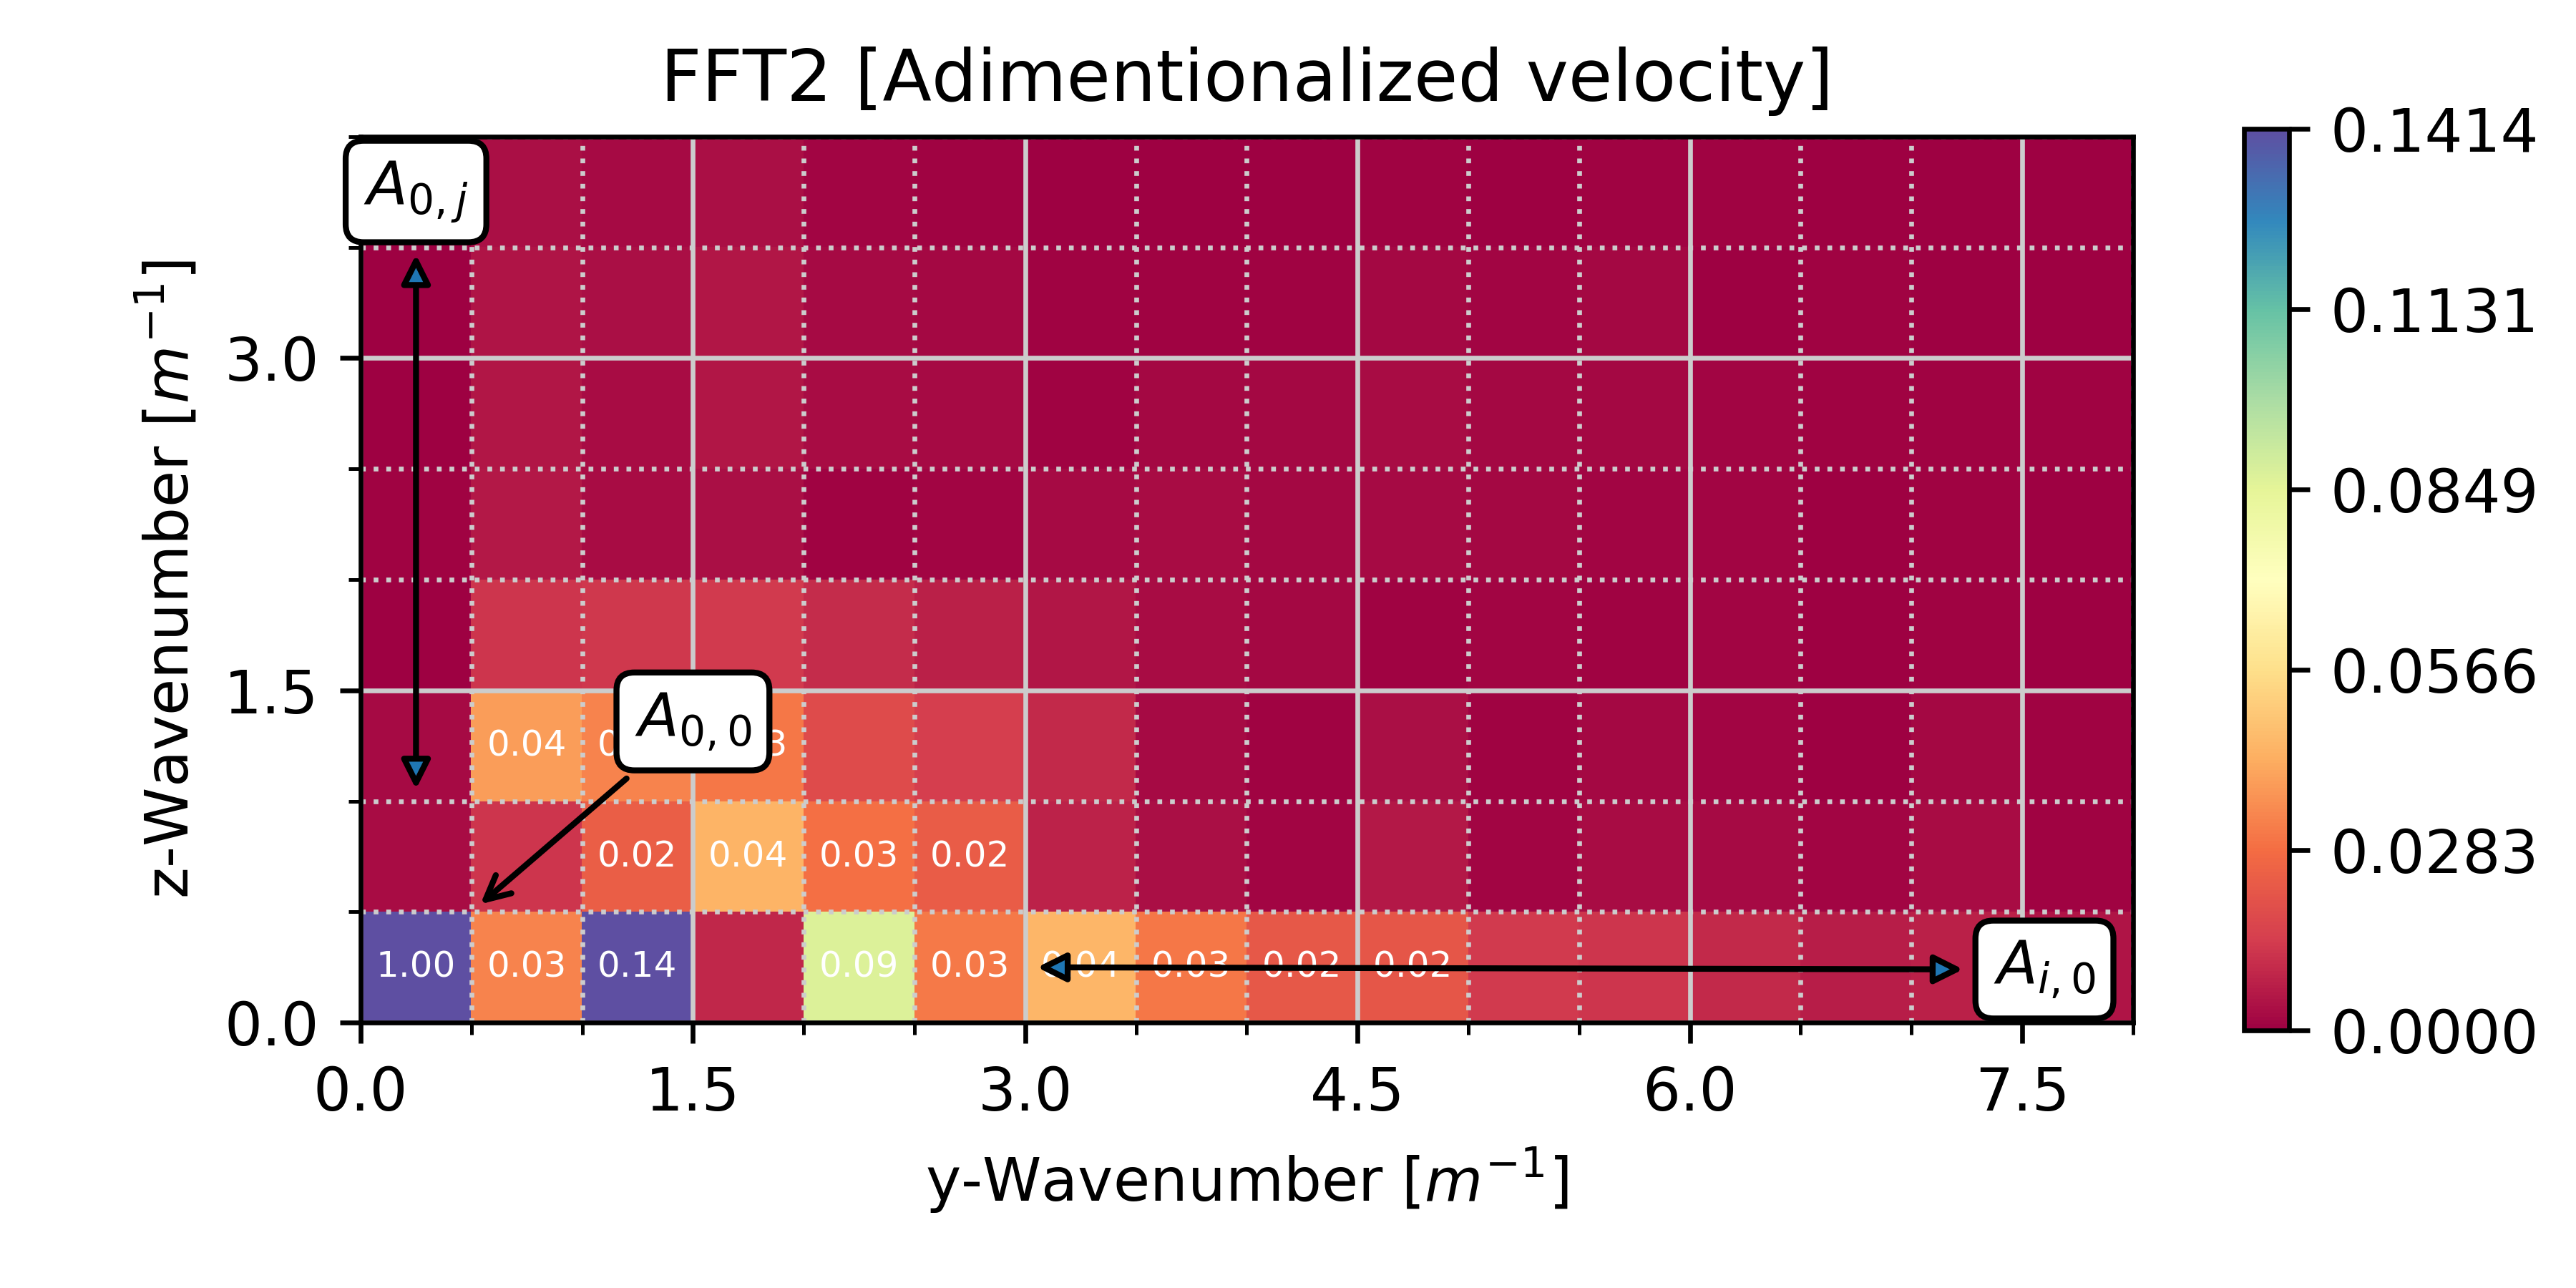 FFT2 [Adimentionalized velocity]
z-Wavenumber [m⁻¹]
3.0
1.5
0.0
A₀,ⱼ
A₀,₀
0.04
0.02 0.04 0.03 0.02
1.00 0.03 0.14 0.09 0.03 0.04 0.03 0.02 0.02
Aᵢ,₀
0.0 1.5 3.0 4.5 6.0 7.5
y-Wavenumber [m⁻¹]
0.1414
0.1131
0.0849
0.0566
0.0283
0.0000